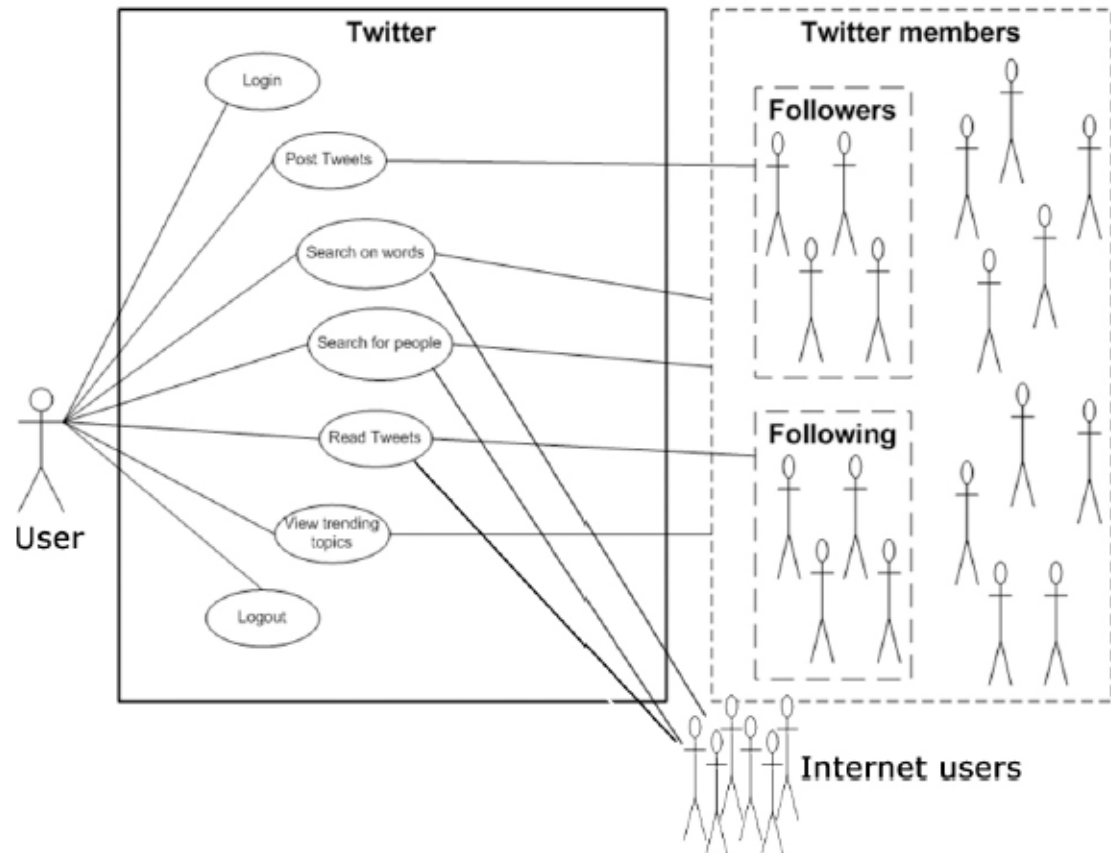 Twitter
Login
Post Tweets
Search on words
Search for people
Read Tweets
View trending
topics
Logout
User
Twitter members
Followers
Following
Internet users